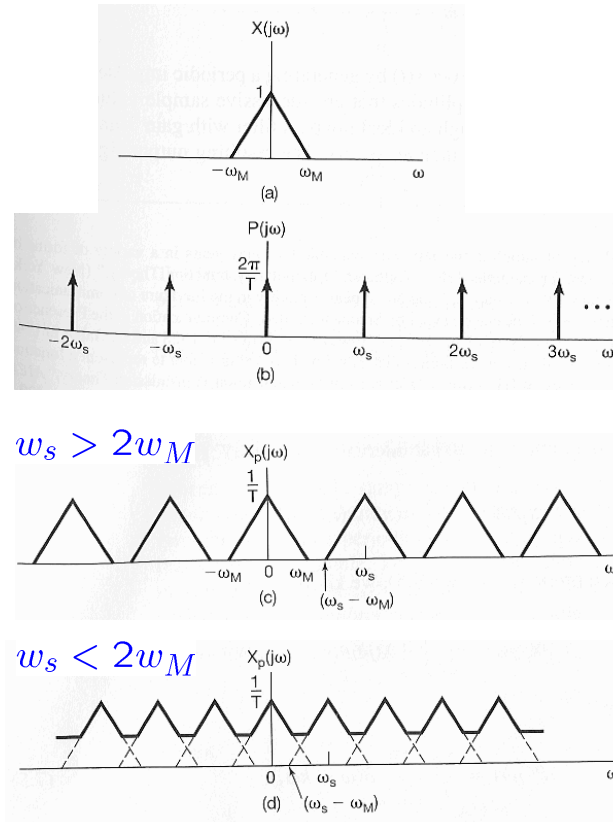 X(jω)
1
−ω_M ω_M ω
(a)
P(jω)
2π/T
−2ω_s −ω_s 0 ω_s 2ω_s 3ω_s ω
(b)
w_s > 2w_M
X_p(jω)
1/T
−ω_M 0 ω_M ω_s ω
(c) (ω_s − ω_M)
w_s < 2w_M
X_p(jω)
1/T
0 ω_s ω
(d) (ω_s − ω_M)